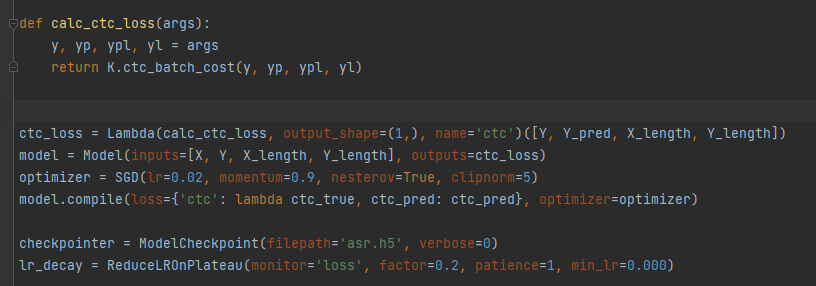 def calc_ctc_loss(args):
    y, yp, ypl, yl = args
    return K.ctc_batch_cost(y, yp, ypl, yl)
ctc_loss = Lambda(calc_ctc_loss, output_shape=(1,), name='ctc')([Y, Y_pred, X_length, Y_length])
model = Model(inputs=[X, Y, X_length, Y_length], outputs=ctc_loss)
optimizer = SGD(lr=0.02, momentum=0.9, nesterov=True, clipnorm=5)
model.compile(loss={'ctc': lambda ctc_true, ctc_pred: ctc_pred}, optimizer=optimizer)
checkpointer = ModelCheckpoint(filepath='asr.h5', verbose=0)
lr_decay = ReduceLROnPlateau(monitor='loss', factor=0.2, patience=1, min_lr=0.000)